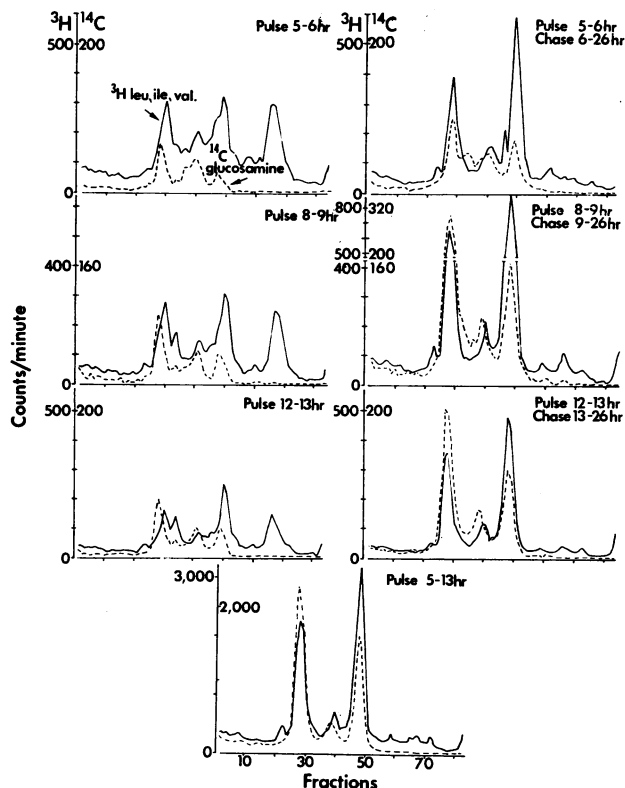 ³H ¹⁴C
500 200
Pulse 5-6hr
³H leu, ile, val.
¹⁴C
glucosamine
0
³H ¹⁴C
500 200
Pulse 5-6hr
Chase 6-26hr
0
Pulse 8-9hr
400 160
0
800 320
500 200
400 160
Pulse 8-9hr
Chase 9-26hr
0
Counts/minute
500 200
Pulse 12-13hr
0
500 200
Pulse 12-13hr
Chase 13-26hr
0
3,000
2,000
Pulse 5-13hr
0
10 30 50 70
Fractions